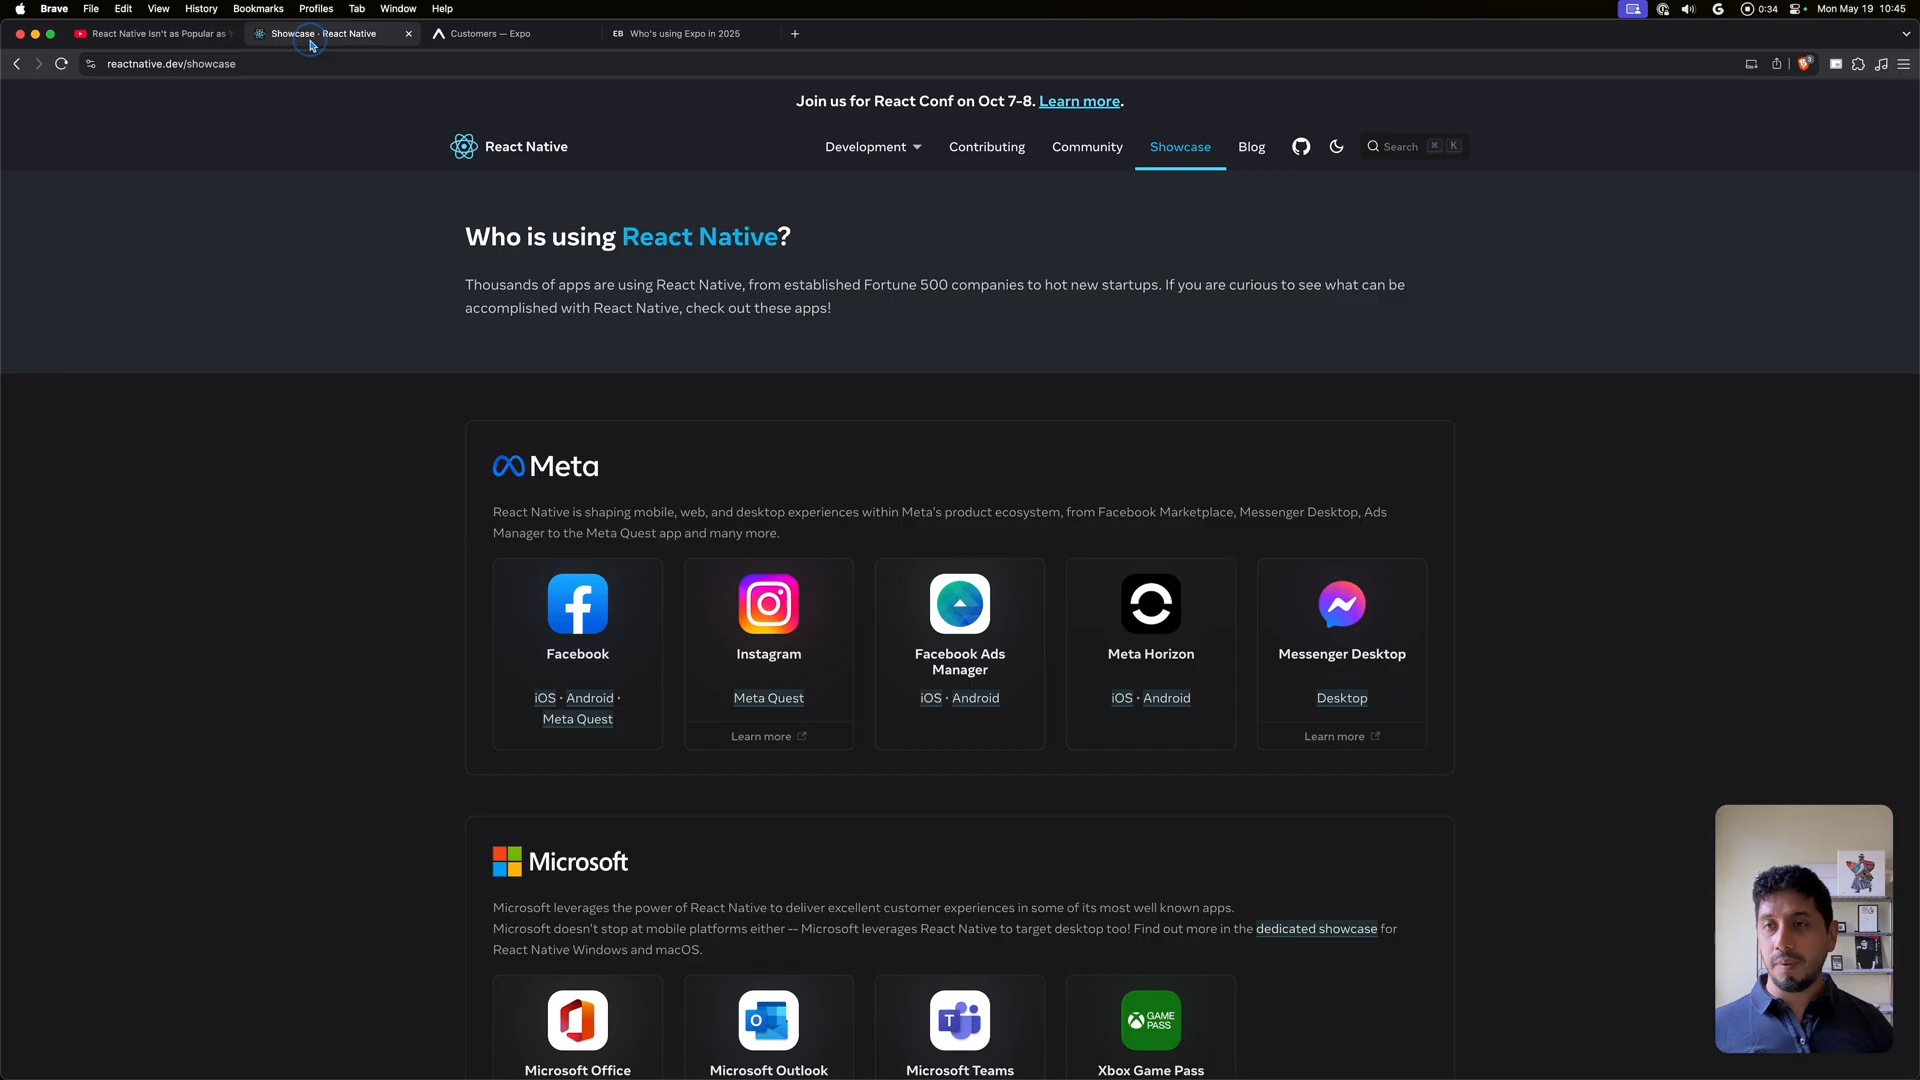 Brave File Edit View History Bookmarks Profiles Tab Window Help 0:34 Mon May 19 10:45
React Native Isn't as Popular as Showcase · React Native Customers — Expo EB Who's using Expo in 2025
reactnative.dev/showcase
Join us for React Conf on Oct 7-8. Learn more.
React Native Development Contributing Community Showcase Blog Search ⌘ K
Who is using React Native?
Thousands of apps are using React Native, from established Fortune 500 companies to hot new startups. If you are curious to see what can be
accomplished with React Native, check out these apps!
Meta
React Native is shaping mobile, web, and desktop experiences within Meta's product ecosystem, from Facebook Marketplace, Messenger Desktop, Ads
Manager to the Meta Quest app and many more.
Facebook Instagram Facebook Ads Meta Horizon Messenger Desktop
Manager
iOS · Android · Meta Quest iOS · Android iOS · Android Desktop
Meta Quest
Learn more Learn more
Microsoft
Microsoft leverages the power of React Native to deliver excellent customer experiences in some of its most well known apps.
Microsoft doesn't stop at mobile platforms either -- Microsoft leverages React Native to target desktop too! Find out more in the dedicated showcase for
React Native Windows and macOS.
GAME
PASS
Microsoft Office Microsoft Outlook Microsoft Teams Xbox Game Pass